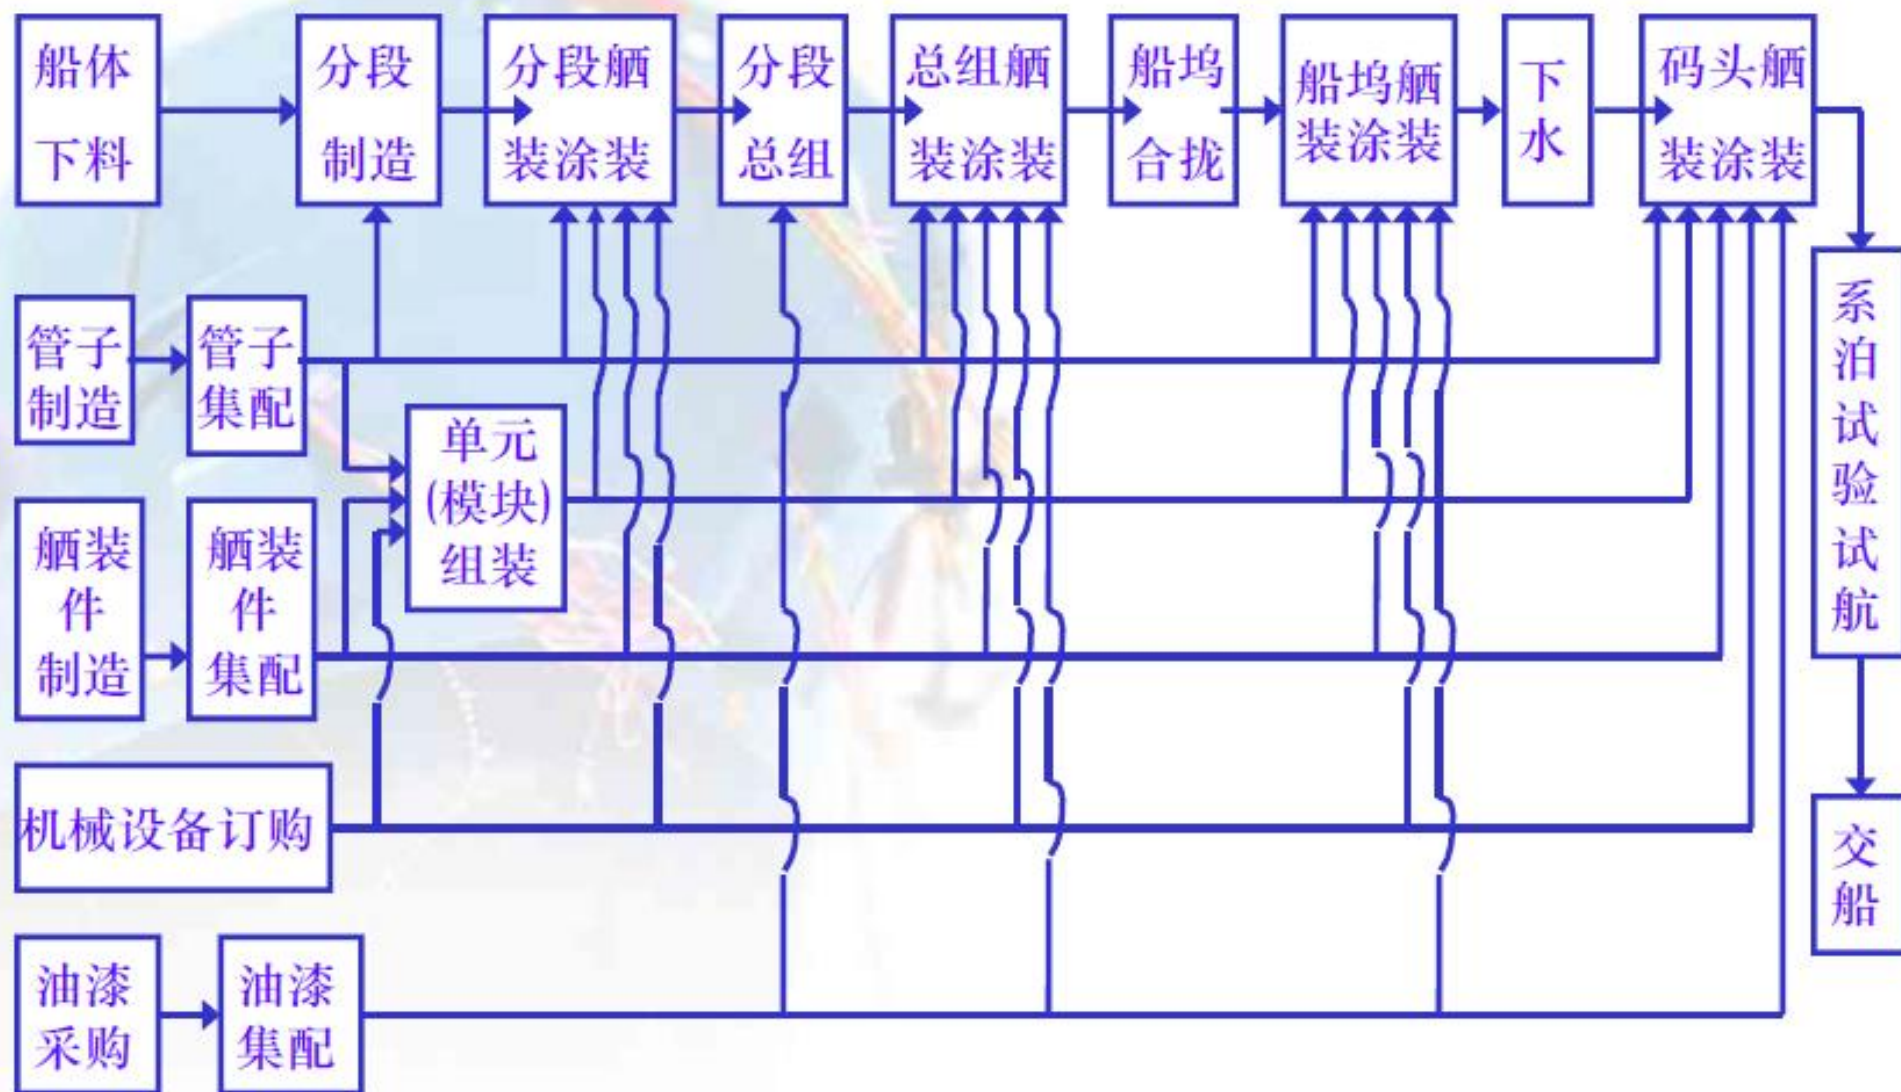 船体
下料
分段
制造
分段舾
装涂装
分段
总组
总组舾
装涂装
船坞
合拢
船坞舾
装涂装
下
水
码头舾
装涂装
管子
制造
管子
集配
单元
(模块)
组装
舾装
件
制造
舾装
件
集配
机械设备订购
油漆
采购
油漆
集配
系
泊
试
验
试
航
交
船